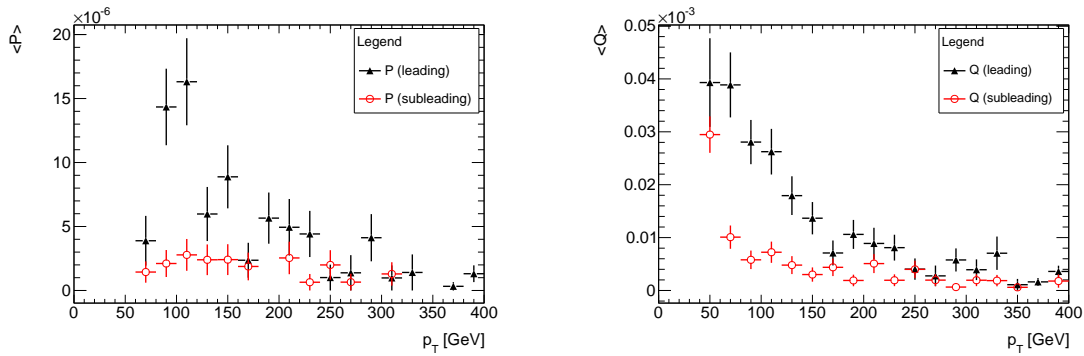 <P>
×10⁻⁶
20
15
10
5
0
0 50 100 150 200 250 300 350 400
p_T [GeV]
Legend
P (leading)
P (subleading)
<Q>
×10⁻³
0.05
0.04
0.03
0.02
0.01
0
0 50 100 150 200 250 300 350 400
p_T [GeV]
Legend
Q (leading)
Q (subleading)